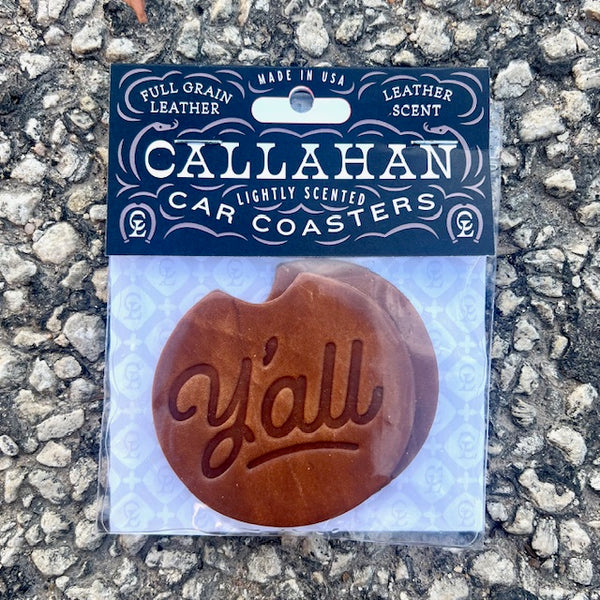 MADE IN USA
FULL GRAIN
LEATHER
LEATHER
SCENT
CALLAHAN
LIGHTLY SCENTED
CAR COASTERS
Y'all